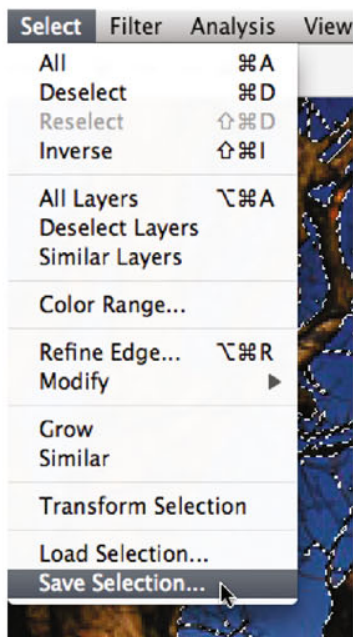 Select Filter Analysis View
All ⌘A
Deselect ⌘D
Reselect ⇧⌘D
Inverse ⇧⌘I
All Layers ⌥⌘A
Deselect Layers
Similar Layers
Color Range...
Refine Edge... ⌥⌘R
Modify ▶
Grow
Similar
Transform Selection
Load Selection...
Save Selection...